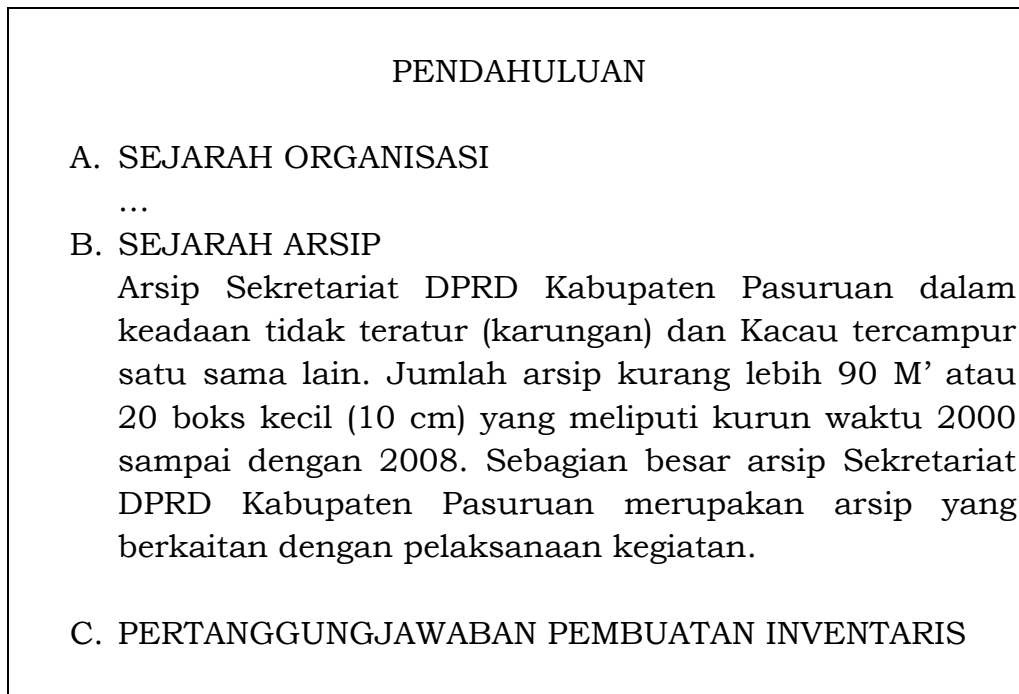 PENDAHULUAN
A. SEJARAH ORGANISASI
…
B. SEJARAH ARSIP
Arsip Sekretariat DPRD Kabupaten Pasuruan dalam
keadaan tidak teratur (karungan) dan Kacau tercampur
satu sama lain. Jumlah arsip kurang lebih 90 M’ atau
20 boks kecil (10 cm) yang meliputi kurun waktu 2000
sampai dengan 2008. Sebagian besar arsip Sekretariat
DPRD Kabupaten Pasuruan merupakan arsip yang
berkaitan dengan pelaksanaan kegiatan.
C. PERTANGGUNGJAWABAN PEMBUATAN INVENTARIS